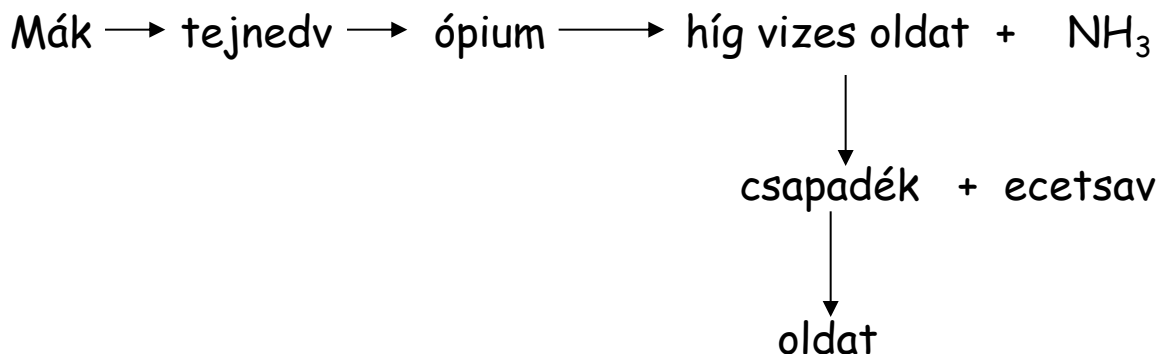 Mák → tejnedv → ópium → híg vizes oldat + NH₃
csapadék + ecetsav
oldat